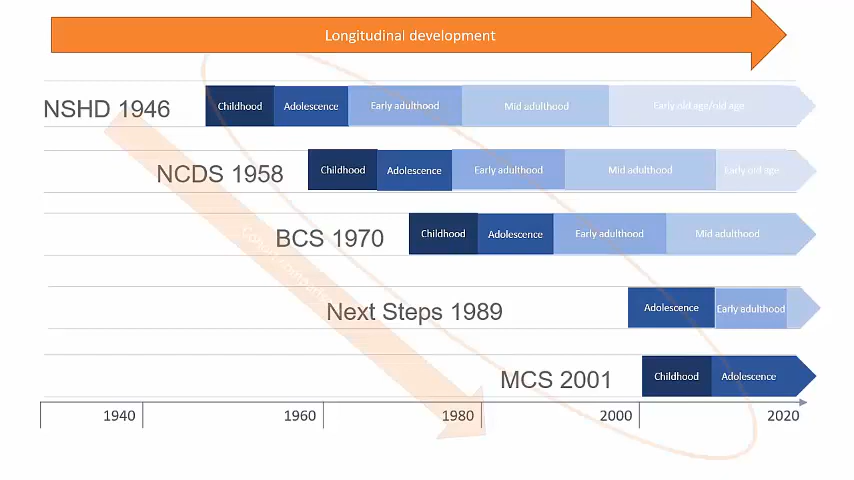 Longitudinal development
NSHD 1946 Childhood Adolescence Early adulthood Mid adulthood Early old age/old age
NCDS 1958 Childhood Adolescence Early adulthood Mid adulthood Early old age
BCS 1970 Childhood Adolescence Early adulthood Mid adulthood
Next Steps 1989 Adolescence Early adulthood
MCS 2001 Childhood Adolescence
1940 1960 1980 2000 2020